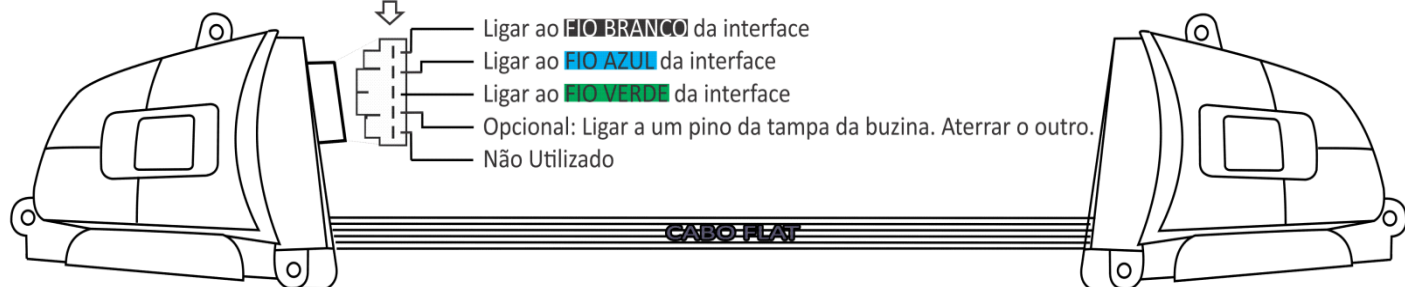 Ligar ao FIO BRANCO da interface
Ligar ao FIO AZUL da interface
Ligar ao FIO VERDE da interface
Opcional: Ligar a um pino da tampa da buzina. Aterrar o outro.
Não Utilizado
CABO FLAT